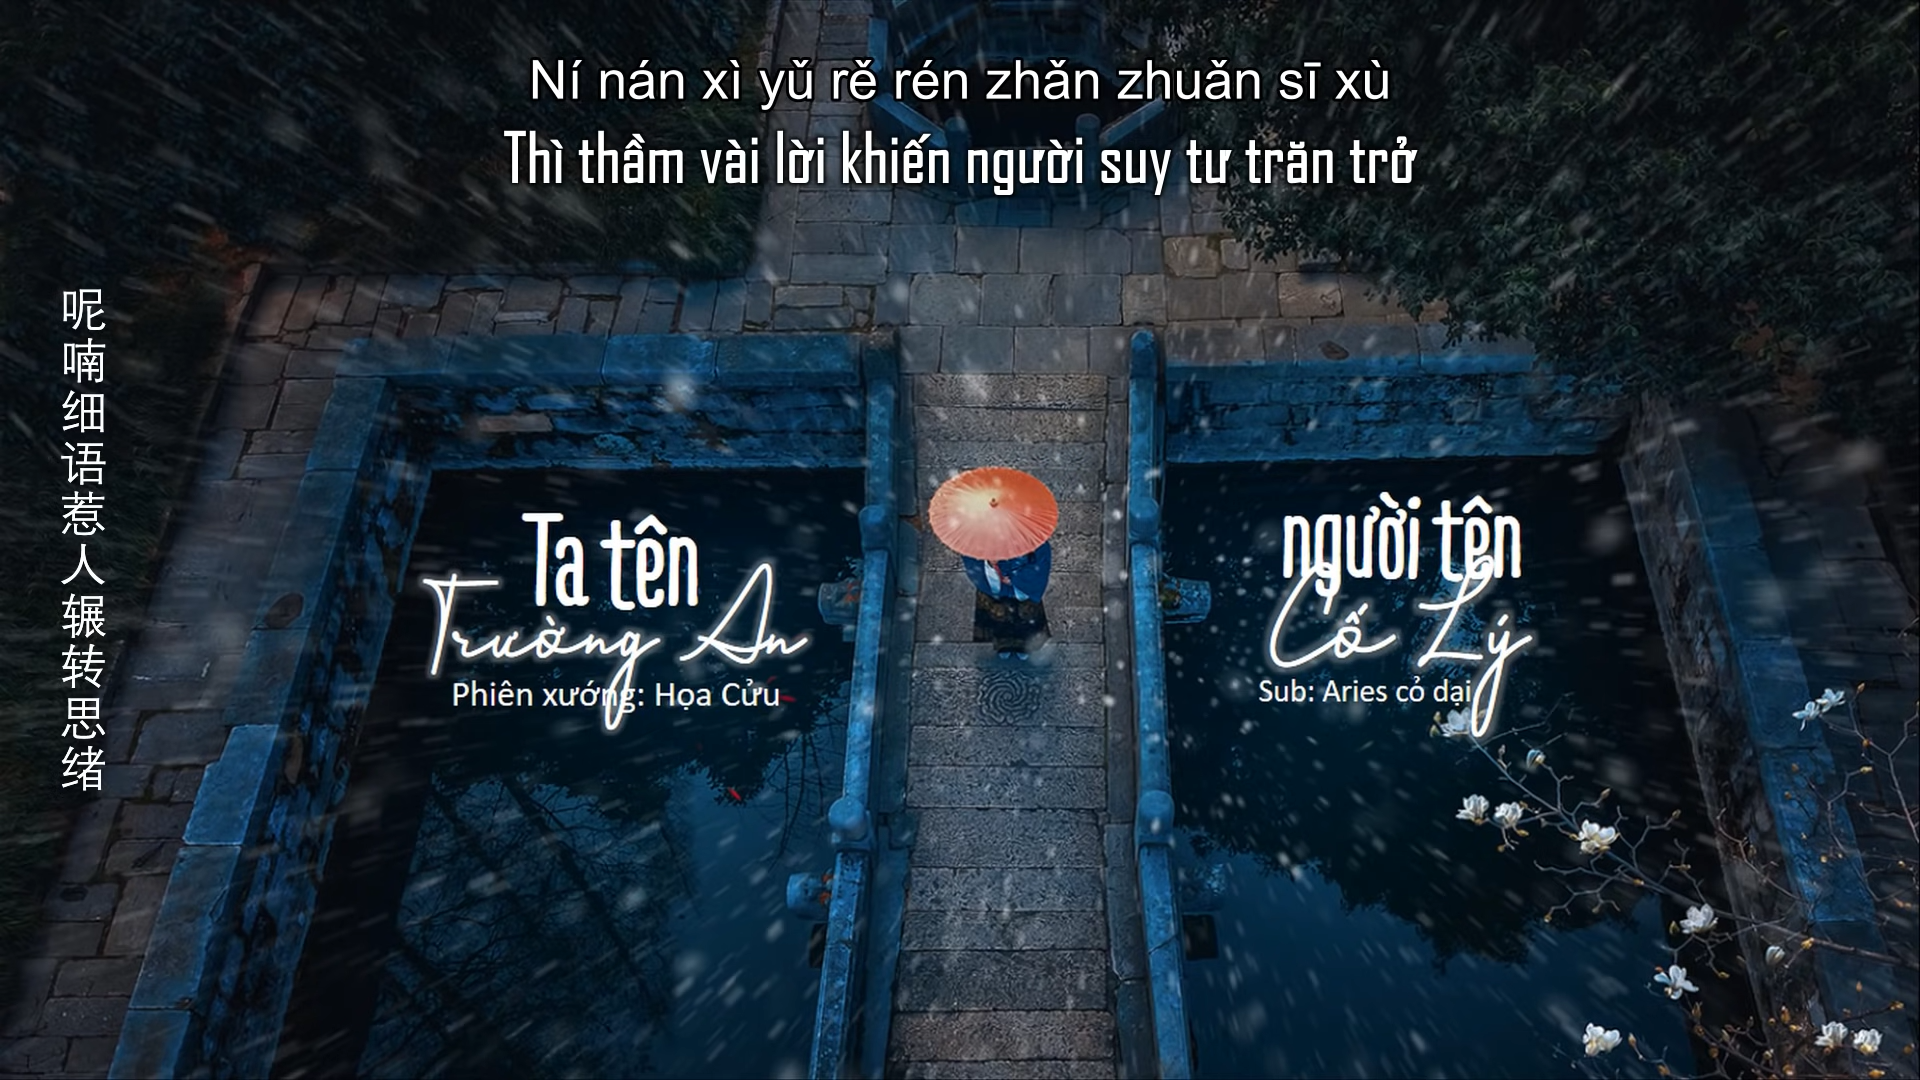 Ní nán xì yǔ rě rén zhǎn zhuǎn sī xù
Thì thầm vài lời khiến người suy tư trăn trở
呢喃细语惹人辗转思绪
Ta tên
Trường An
Phiên xướng: Họa Cửu
người tên
Cố Lý
Sub: Aries cỏ dại